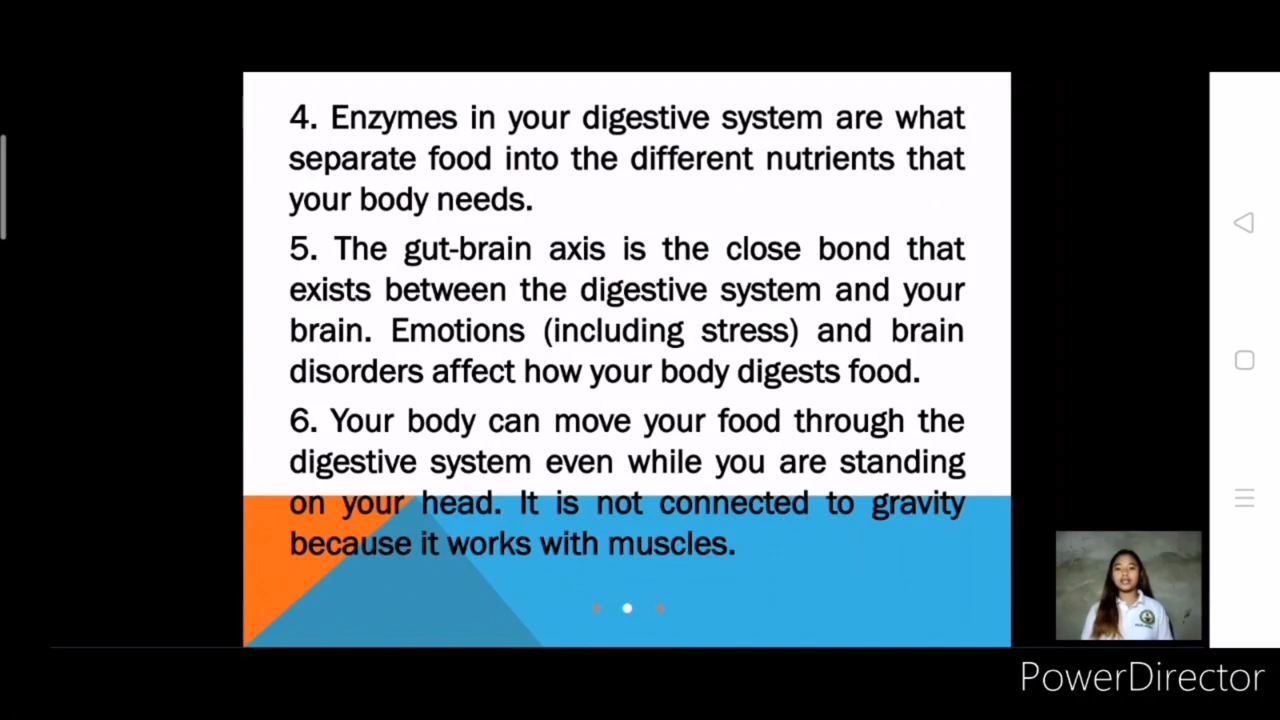 4. Enzymes in your digestive system are what
separate food into the different nutrients that
your body needs.
5. The gut-brain axis is the close bond that
exists between the digestive system and your
brain. Emotions (including stress) and brain
disorders affect how your body digests food.
6. Your body can move your food through the
digestive system even while you are standing
on your head. It is not connected to gravity
because it works with muscles.
PowerDirector